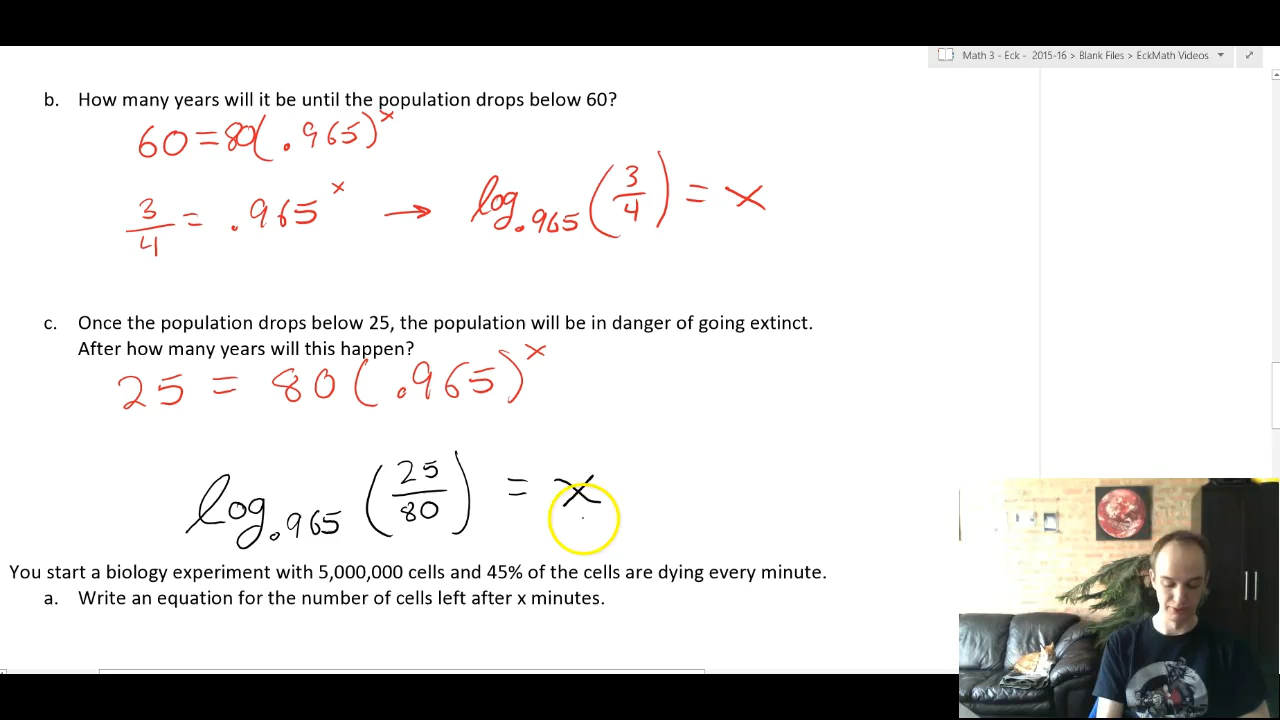 Math 3 - Eck - 2015-16 > Blank Files > EckMath Videos
b. How many years will it be until the population drops below 60?
60 = 80(.965)^x
3/4 = .965^x → log_.965 (3/4) = x
c. Once the population drops below 25, the population will be in danger of going extinct.
After how many years will this happen?
25 = 80(.965)^x
log_.965 (25/80) = x
You start a biology experiment with 5,000,000 cells and 45% of the cells are dying every minute.
a. Write an equation for the number of cells left after x minutes.